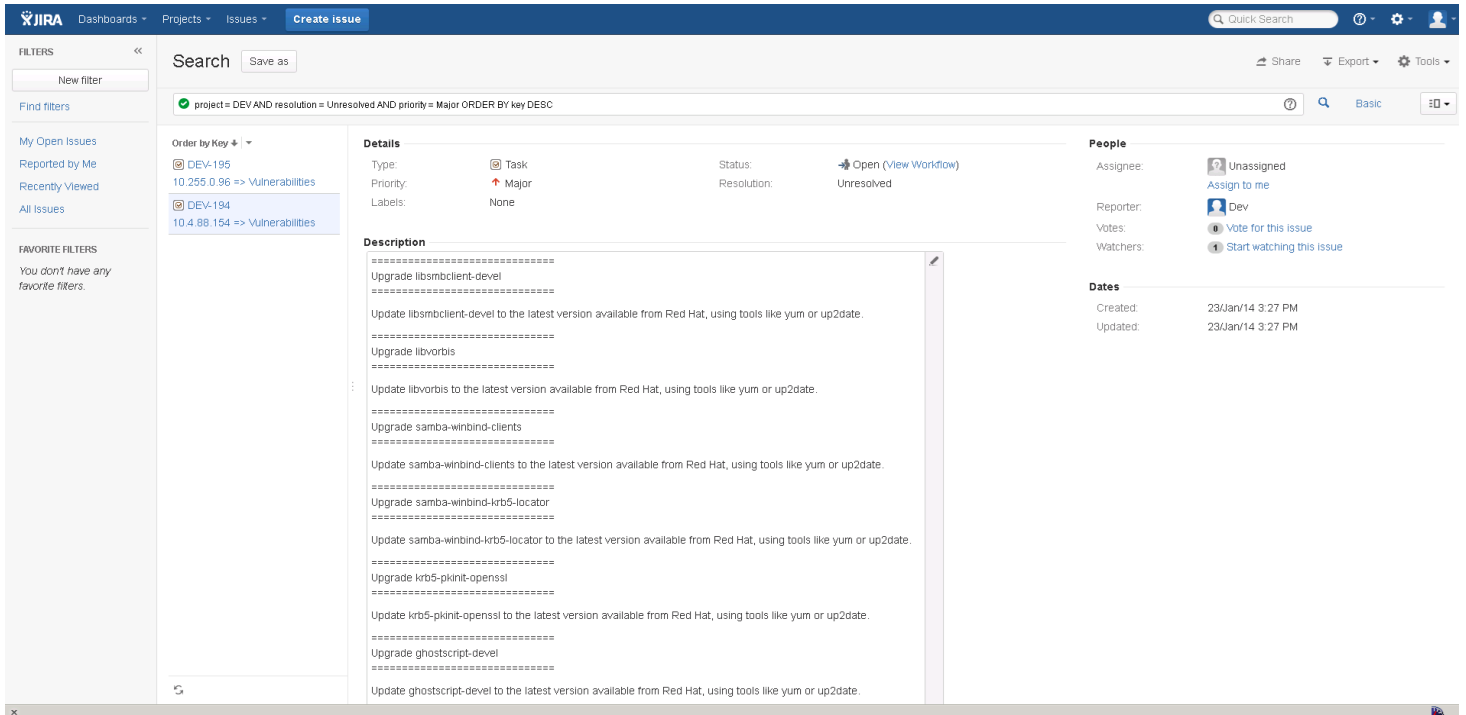 JIRA Dashboards Projects Issues Create issue Quick Search
FILTERS
New filter
Find filters
My Open Issues
Reported by Me
Recently Viewed
All Issues
FAVORITE FILTERS
You don't have any
favorite filters.
Search Save as Share Export Tools
project = DEV AND resolution = Unresolved AND priority = Major ORDER BY key DESC Basic
Order by Key
DEV-195
10.255.0.96 => Vulnerabilities
DEV-194
10.4.88.154 => Vulnerabilities
Details
Type: Task Status: Open (View Workflow)
Priority: Major Resolution: Unresolved
Labels: None
Description
==============================
Upgrade libsmbclient-devel
==============================
Update libsmbclient-devel to the latest version available from Red Hat, using tools like yum or up2date.
==============================
Upgrade libvorbis
==============================
Update libvorbis to the latest version available from Red Hat, using tools like yum or up2date.
==============================
Upgrade samba-winbind-clients
==============================
Update samba-winbind-clients to the latest version available from Red Hat, using tools like yum or up2date.
==============================
Upgrade samba-winbind-krb5-locator
==============================
Update samba-winbind-krb5-locator to the latest version available from Red Hat, using tools like yum or up2date.
==============================
Upgrade krb5-pkinit-openssl
==============================
Update krb5-pkinit-openssl to the latest version available from Red Hat, using tools like yum or up2date.
==============================
Upgrade ghostscript-devel
==============================
Update ghostscript-devel to the latest version available from Red Hat, using tools like yum or up2date.
People
Assignee: Unassigned
Assign to me
Reporter: Dev
Votes: 0 Vote for this issue
Watchers: 1 Start watching this issue
Dates
Created: 23/Jan/14 3:27 PM
Updated: 23/Jan/14 3:27 PM